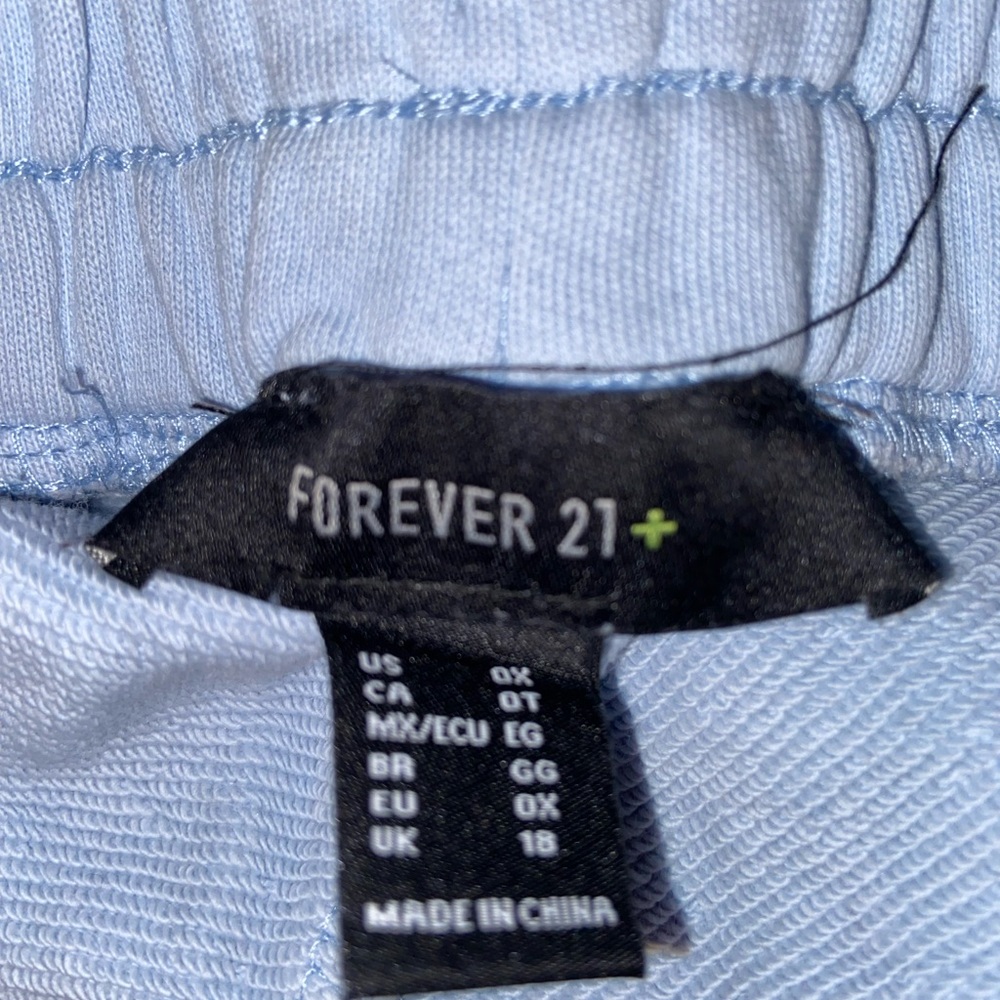 FOREVER 21+
US 0X
CA 0T
MX/ECU EG
BR GG
EU 0X
UK 18
MADE IN CHINA